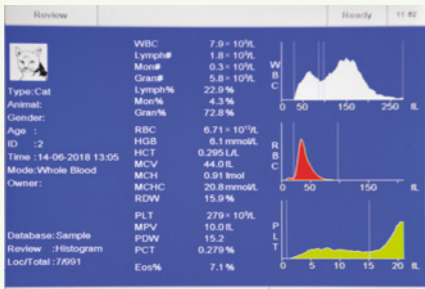 Review Ready 11:02
WBC 7.9 × 10⁹/L
Lymph# 1.8 × 10⁹/L
Mon# 0.3 × 10⁹/L
Gran# 5.8 × 10⁹/L
Lymph% 22.9 %
Mon% 4.3 %
Gran% 72.8 %
RBC 6.71 × 10¹²/L
HGB 6.1 mmol/L
HCT 0.295 L/L
MCV 44.0 fL
MCH 0.91 fmol
MCHC 20.8 mmol/L
RDW 15.9 %
PLT 279 × 10⁹/L
MPV 10.0 fL
PDW 15.2
PCT 0.279 %
Eos% 7.1 %
Type:Cat
Animal:
Gender:
Age :
ID :2
Time :14-06-2018 13:05
Mode:Whole Blood
Owner:
Database: Sample
Review :Histogram
Loc/Total :7/991
WBC
50 150 250 fL
RBC
0 50 150 fL
PLT
0 5 10 15 20 fL